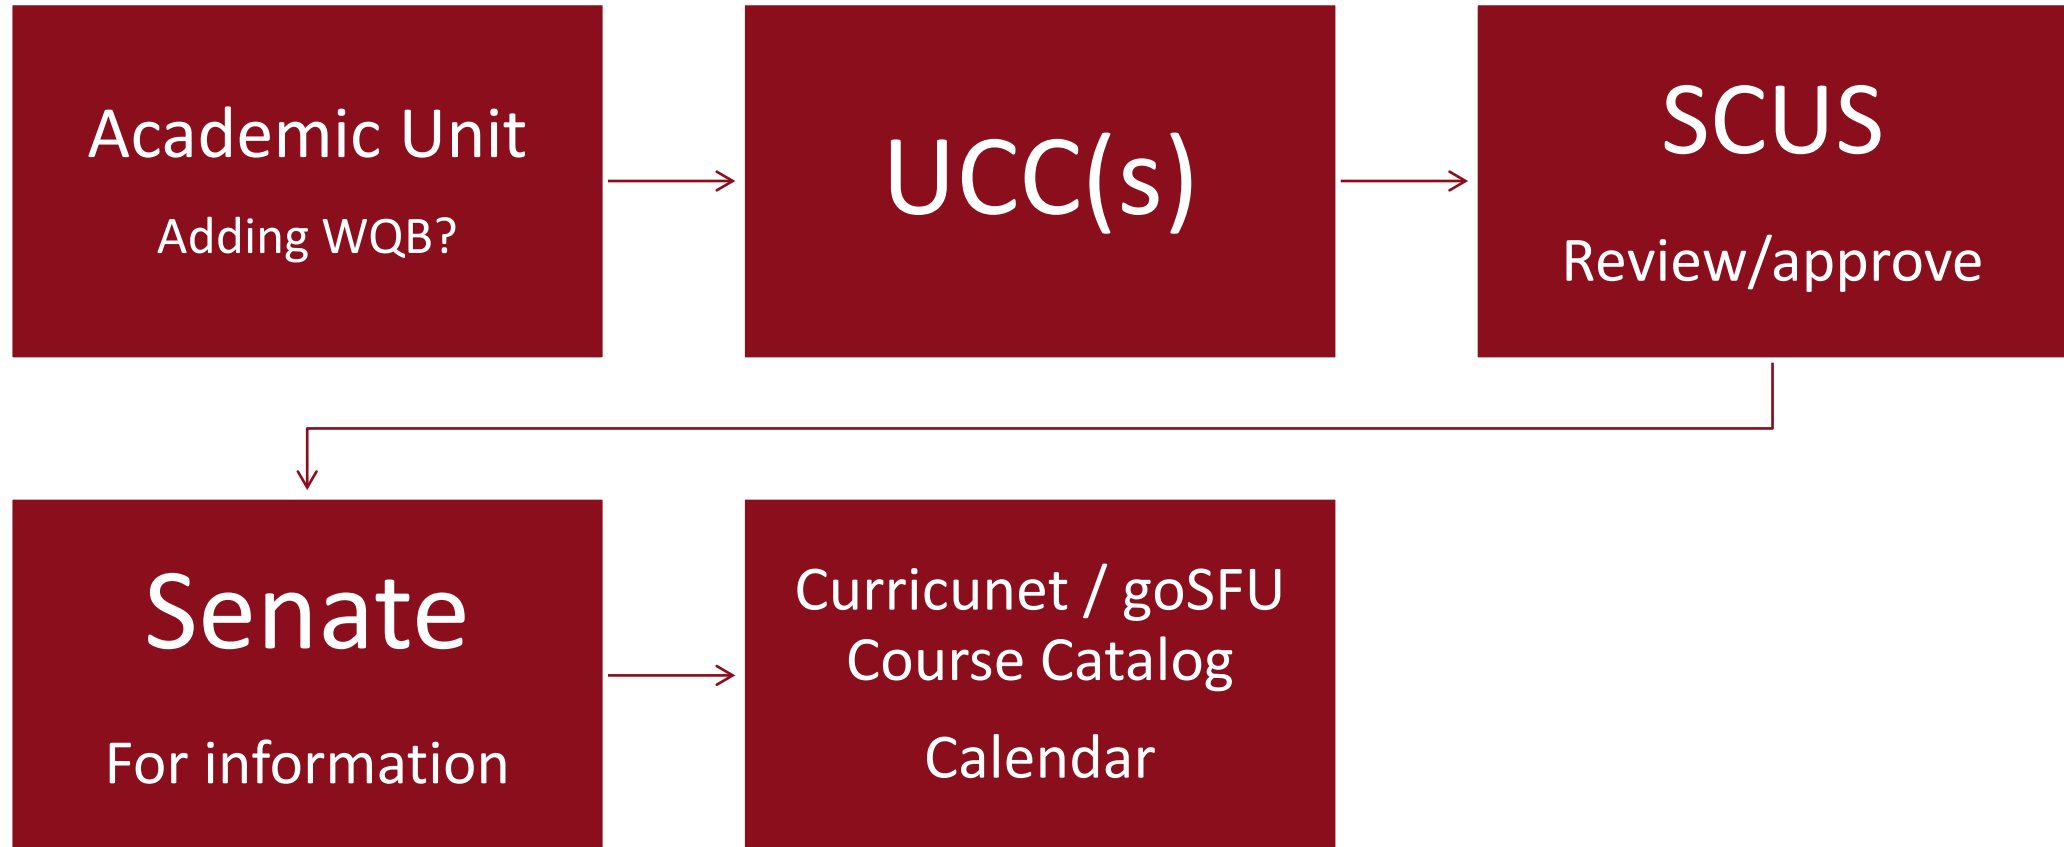 Academic Unit
Adding WQB?
UCC(s)
SCUS
Review/approve
Senate
For information
Curricunet / goSFU
Course Catalog
Calendar